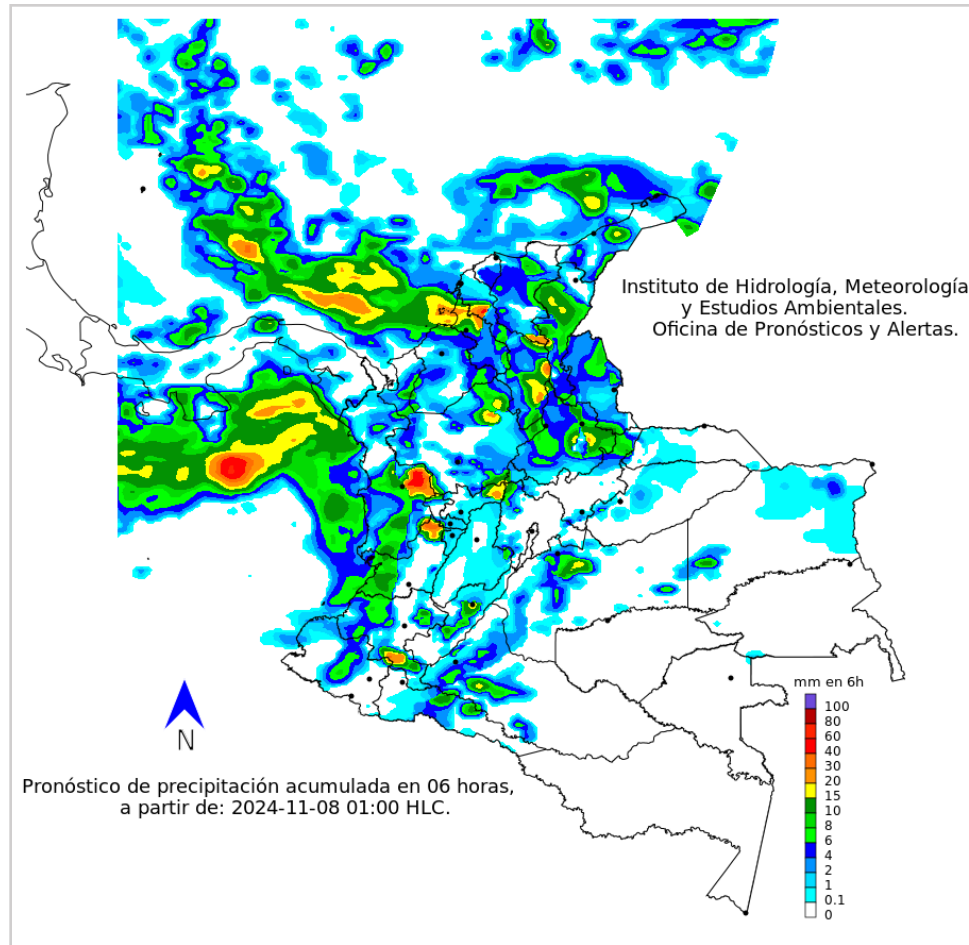 Instituto de Hidrología, Meteorología
y Estudios Ambientales.
Oficina de Pronósticos y Alertas.
mm en 6h
100
80
60
40
30
20
15
10
8
6
4
2
1
0.1
0
N
Pronóstico de precipitación acumulada en 06 horas,
a partir de: 2024-11-08 01:00 HLC.